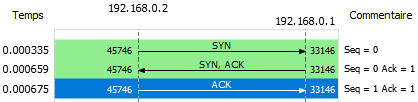 192.168.0.2
Temps 192.168.0.1 Commentaire
0.000335 45746 SYN 33146 Seq = 0
0.000659 45746 SYN, ACK 33146 Seq = 0 Ack = 1
0.000675 45746 ACK 33146 Seq = 1 Ack = 1